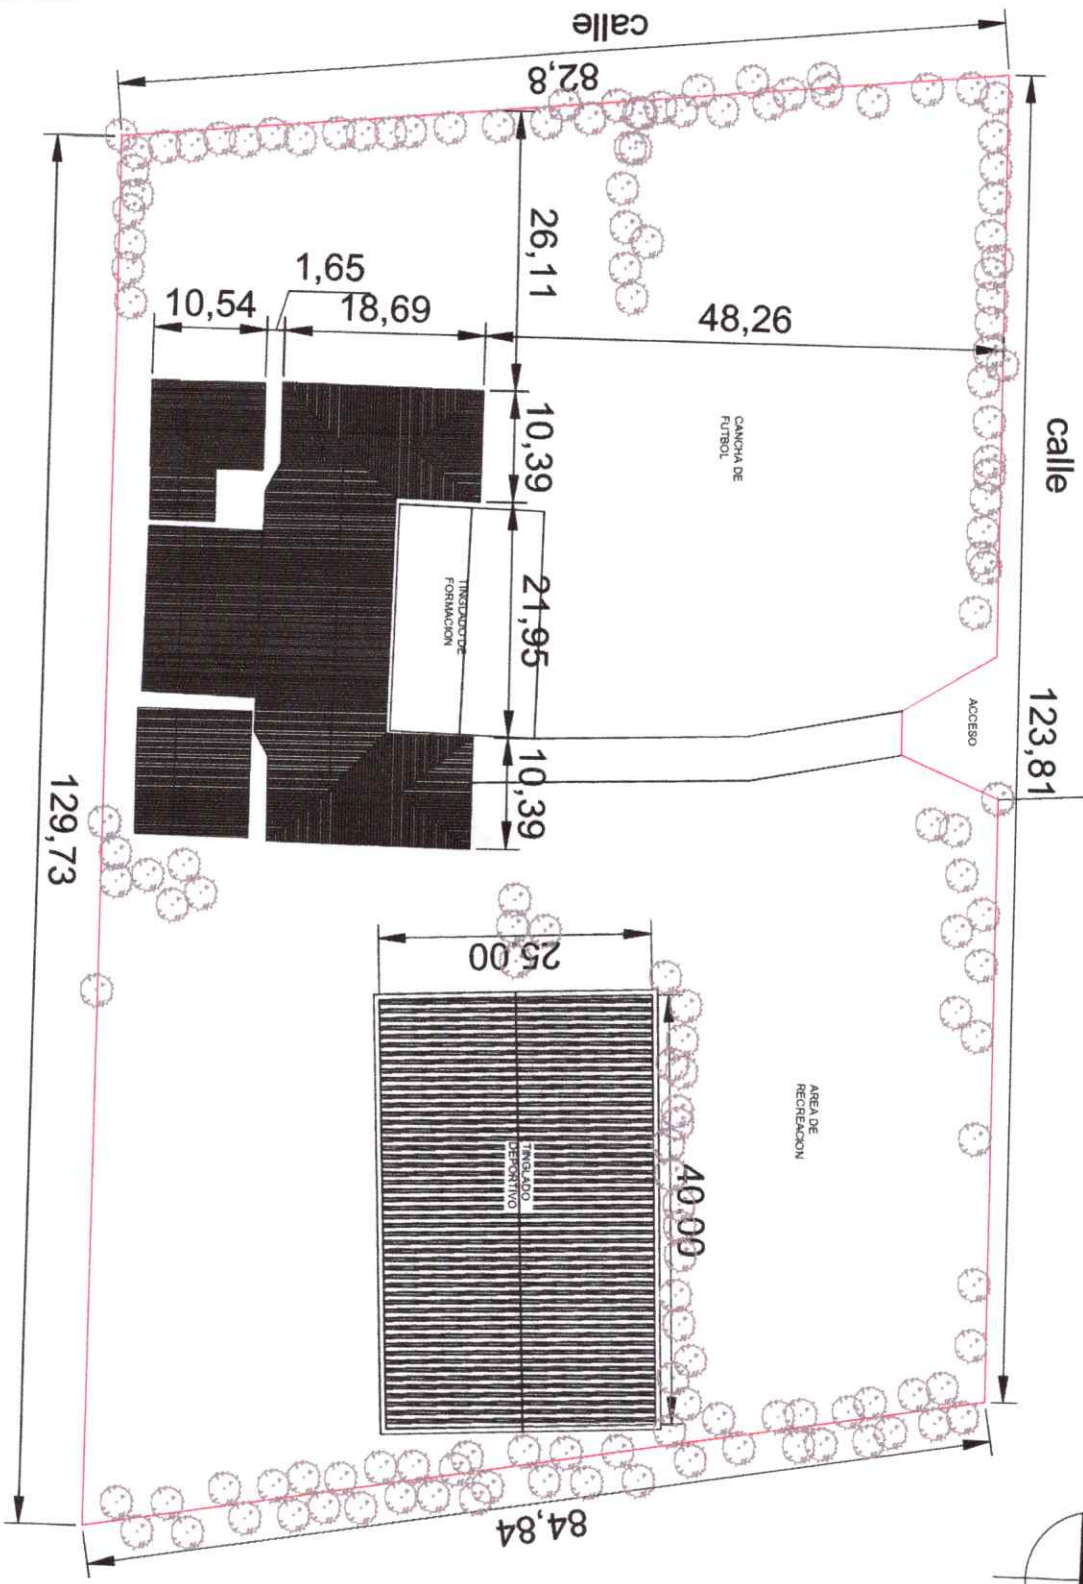 calle
82,8
26,11
1,65
10,54
18,69
48,26
calle
CANCHA DE
FUTBOL
10,39
21,95
TINGLADO DE
FORMACION
ACCESO
123,81
10,39
129,73
25,00
AREA DE
RECREACION
40,00
TINGLADO
DEPORTIVO
84,84